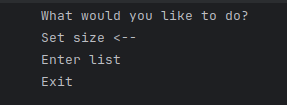 What would you like to do?
Set size <--
Enter list
Exit